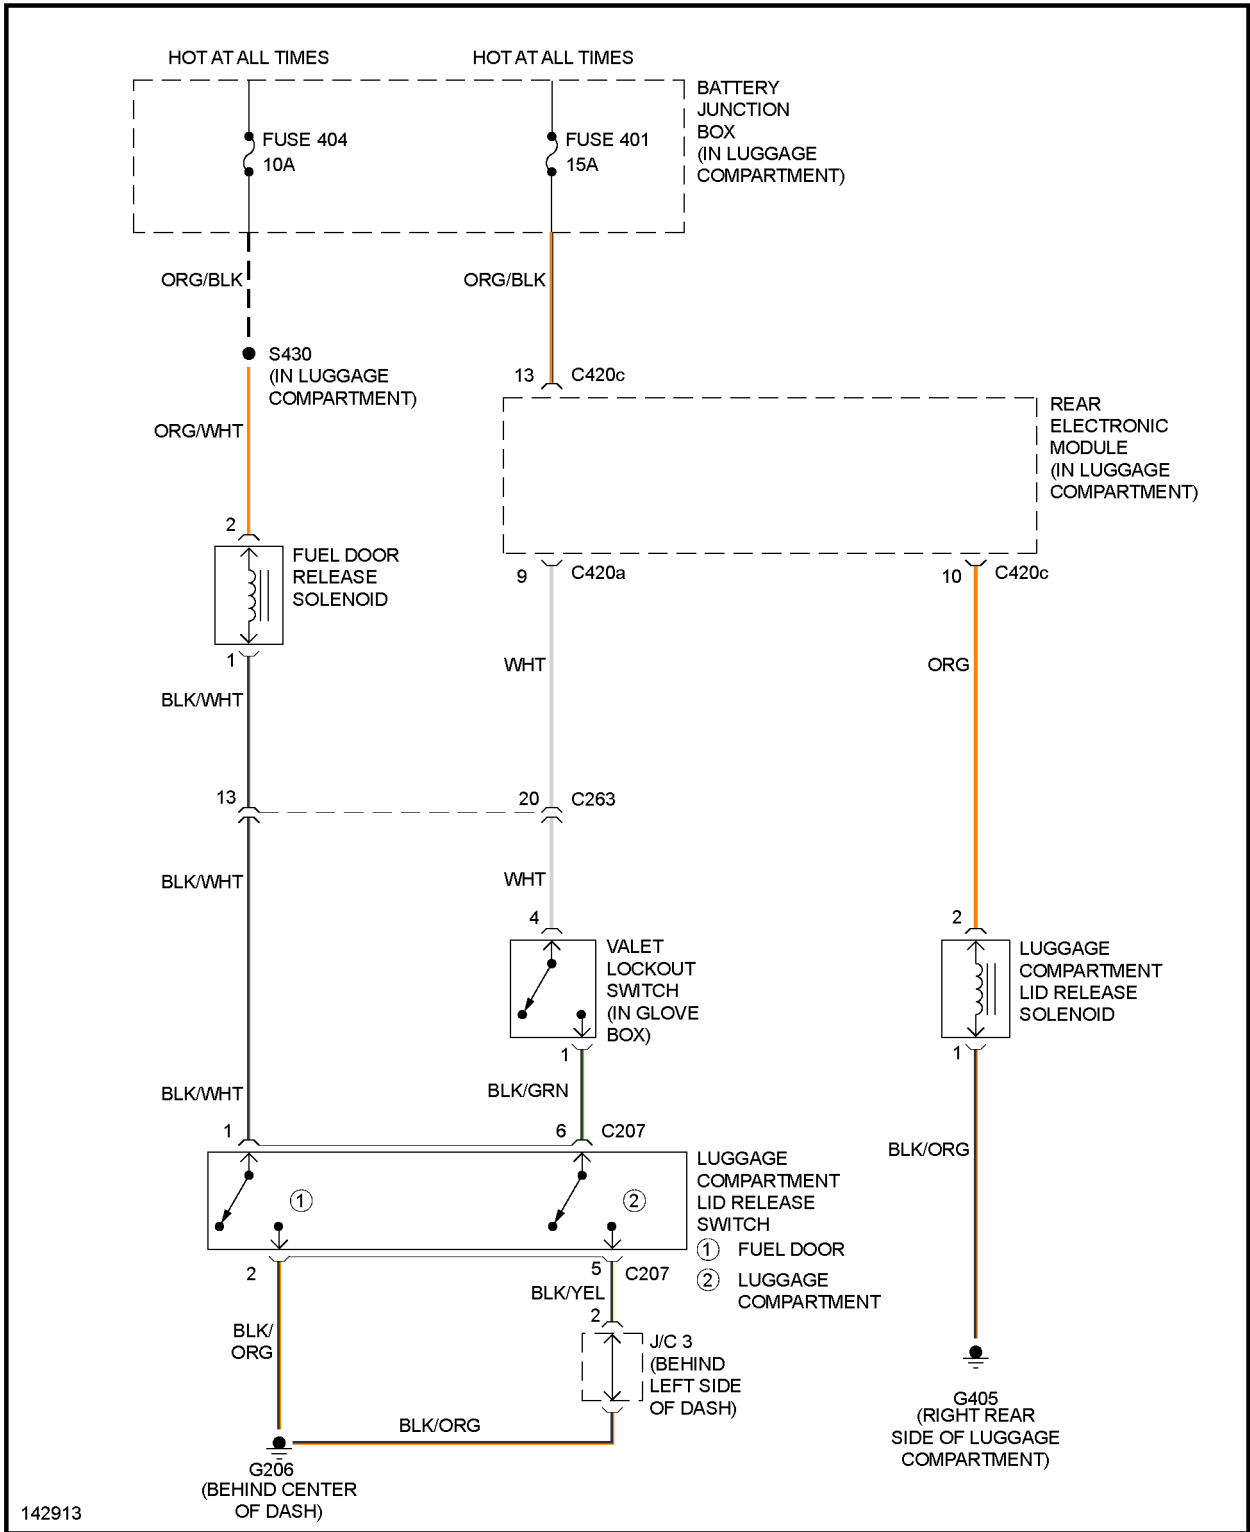 HOT AT ALL TIMES
HOT AT ALL TIMES
BATTERY
JUNCTION
BOX
(IN LUGGAGE
COMPARTMENT)
FUSE 404
10A
FUSE 401
15A
ORG/BLK
ORG/BLK
S430
(IN LUGGAGE
COMPARTMENT)
13
C420c
ORG/WHT
REAR
ELECTRONIC
MODULE
(IN LUGGAGE
COMPARTMENT)
2
FUEL DOOR
RELEASE
SOLENOID
9
C420a
10
C420c
1
WHT
ORG
BLK/WHT
13
20
C263
BLK/WHT
WHT
4
2
VALET
LOCKOUT
SWITCH
(IN GLOVE
BOX)
LUGGAGE
COMPARTMENT
LID RELEASE
SOLENOID
1
1
BLK/WHT
BLK/GRN
1
6
C207
BLK/ORG
LUGGAGE
COMPARTMENT
LID RELEASE
SWITCH
1
2
1 FUEL DOOR
2 LUGGAGE
COMPARTMENT
2
5
C207
BLK/YEL
2
BLK/
ORG
J/C 3
(BEHIND
LEFT SIDE
OF DASH)
BLK/ORG
G405
(RIGHT REAR
SIDE OF LUGGAGE
COMPARTMENT)
G206
(BEHIND CENTER
OF DASH)
142913